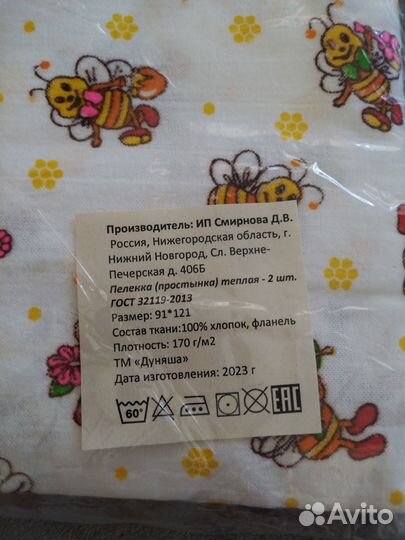 Производитель: ИП Смирнова Д.В.
Россия, Нижегородская область, г.
Нижний Новгород, Сл. Верхне-
Печерская д. 406Б
Пелекка (простынка) теплая - 2 шт.
ГОСТ 32119-2013
Размер: 91*121
Состав ткани:100% хлопок, фланель
Плотность: 170 г/м2
ТМ «Дуняша»
Дата изготовления: 2023 г
60° EAC
Avito